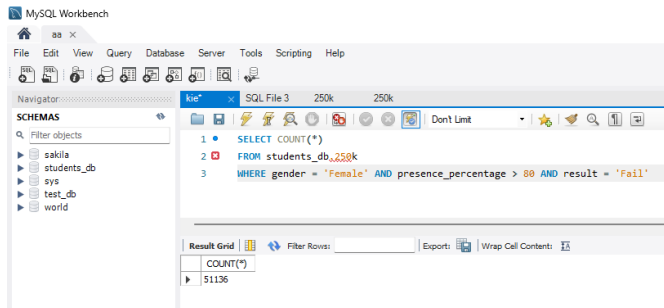 MySQL Workbench
aa ×
File Edit View Query Database Server Tools Scripting Help
Navigator
kie* × SQL File 3 250k 250k
SCHEMAS
Don't Limit
Filter objects
sakila
students_db
sys
test_db
world
1 SELECT COUNT(*)
2 FROM students_db.250k
3 WHERE gender = 'Female' AND presence_percentage > 80 AND result = 'Fail'
Result Grid Filter Rows: Export: Wrap Cell Content: IA
COUNT(*)
51136